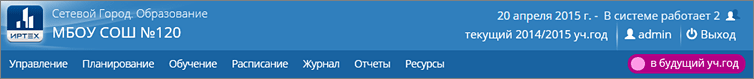 ИРТЕХ
Сетевой Город. Образование
МБОУ СОШ №120
20 апреля 2015 г. - В системе работает 2
текущий 2014/2015 уч.год admin Выход
Управление Планирование Обучение Расписание Журнал Отчеты Ресурсы в будущий уч.год